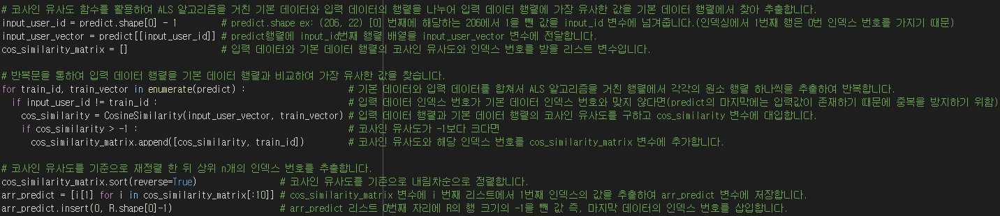 # 코사인 유사도 함수를 활용하여 ALS 알고리즘을 거친 기본 데이터와 입력 데이터의 행렬을 나누어 입력 데이터 행렬에 가장 유사한 값을 기본 데이터 행렬에서 찾아 추출합니다.
input_user_id = predict.shape[0] - 1 # predict.shape ex: (206, 22) [0] 번째에 해당하는 206에서 1을 뺀 값을 input_id 변수에 넘겨줍니다.(인덱싱에서 1번째 행은 0번 인덱스 번호를 가지기 때문)
input_user_vector = predict[[input_user_id]] # predict행렬에 input_id번째 행렬 배열을 input_user_vector 변수에 전달합니다.
cos_similarity_matrix = [] # 입력 데이터와 기본 데이터 행렬의 코사인 유사도와 인덱스 번호를 받을 리스트 변수입니다.
# 반복문을 통하여 입력 데이터 행렬을 기본 데이터 행렬과 비교하여 가장 유사한 값을 찾습니다.
for train_id, train_vector in enumerate(predict) : # 기본 데이터와 입력 데이터를 합쳐서 ALS 알고리즘을 거친 행렬에서 각각의 원소 행렬 하나씩을 추출하여 반복합니다.
if input_user_id != train_id : # 입력 데이터 인덱스 번호가 기본 데이터 인덱스 번호와 맞지 않다면(predict의 마지막에는 입력값이 존재하기 때문에 중복을 방지하기 위함)
cos_similarity = CosineSimilarity(input_user_vector, train_vector) # 입력 데이터 행렬과 기본 데이터 행렬의 코사인 유사도를 구하고 cos_similarity 변수에 대입합니다.
if cos_similarity > -1 : # 코사인 유사도가 -1보다 크다면
cos_similarity_matrix.append([cos_similarity, train_id]) # 코사인 유사도와 해당 인덱스 번호를 cos_similarity_matrix 변수에 추가합니다.
# 코사인 유사도를 기준으로 재정렬 한 뒤 상위 n개의 인덱스 번호를 추출합니다.
cos_similarity_matrix.sort(reverse=True) # 코사인 유사도를 기준으로 내림차순으로 정렬합니다.
arr_predict = [i[1] for i in cos_similarity_matrix[:10]] # cos_similarity_matrix 변수에 i 번째 리스트에서 1번째 인덱스의 값을 추출하여 arr_predict 변수에 저장합니다.
arr_predict.insert(0, R.shape[0]-1) # arr_predict 리스트 0번째 자리에 R의 행 크기의 -1을 뺀 값 즉, 마지막 데이터의 인덱스 번호를 삽입합니다.